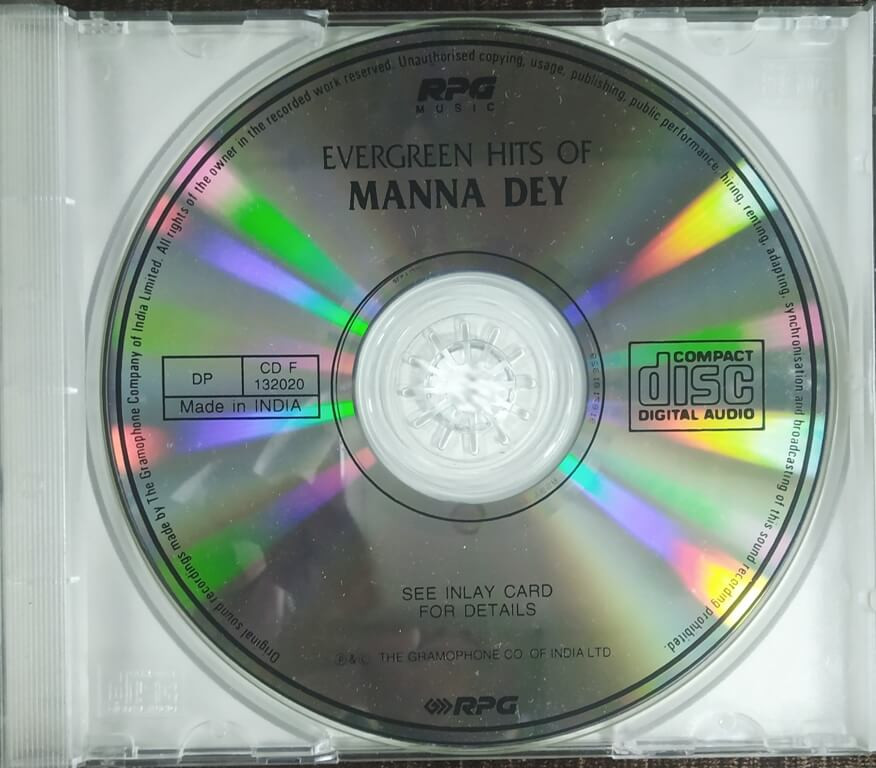 RPG
MUSIC
EVERGREEN HITS OF
MANNA DEY
DP
CD F
132020
Made in INDIA
COMPACT
disc
DIGITAL AUDIO
SEE INLAY CARD
FOR DETAILS
℗ & © THE GRAMOPHONE CO. OF INDIA LTD.
RPG
Original sound recordings made by The Gramophone Company of India Limited. All rights of the owner in the recorded work reserved. Unauthorised copying, usage, publishing, public performance, hiring, renting, adapting, synchronisation and broadcasting of this sound recording prohibited.